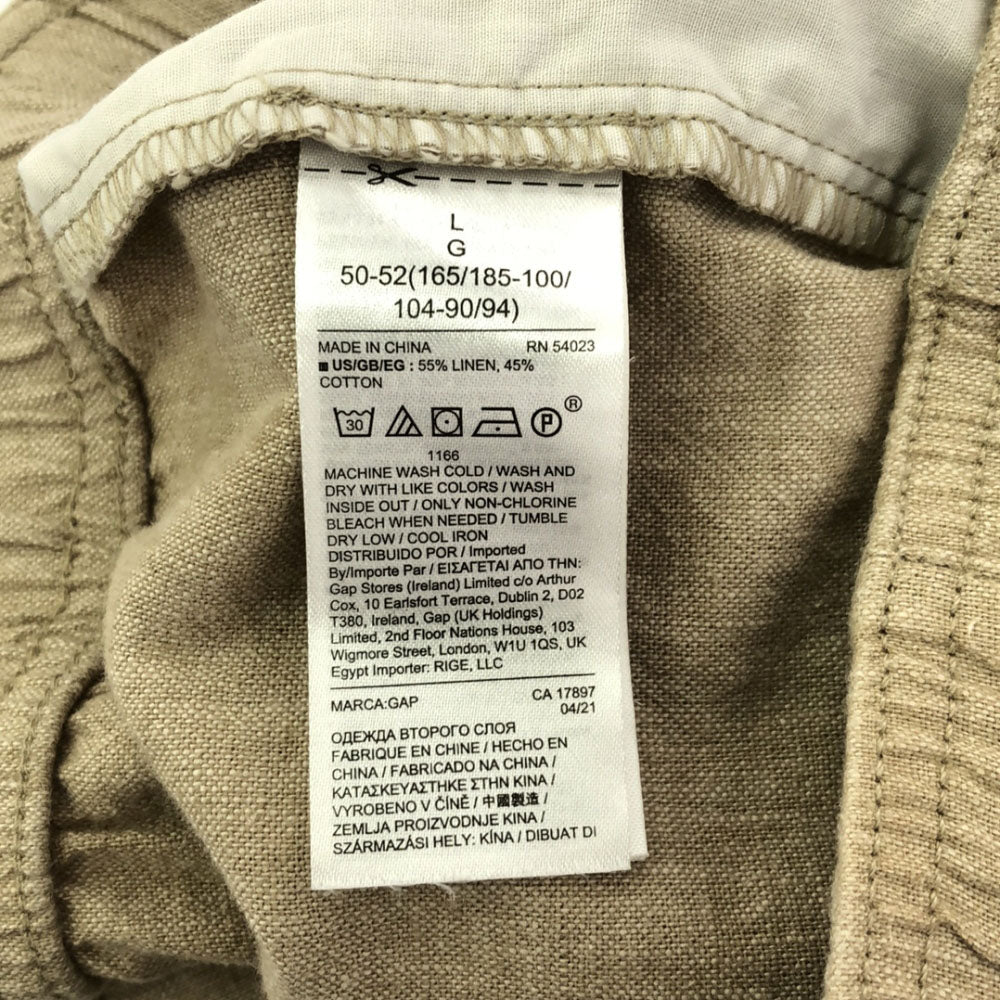 L
G
50-52(165/185-100/
104-90/94)
MADE IN CHINA RN 54023
US/GB/EG : 55% LINEN, 45%
COTTON
30 P ®
1166
MACHINE WASH COLD / WASH AND
DRY WITH LIKE COLORS / WASH
INSIDE OUT / ONLY NON-CHLORINE
BLEACH WHEN NEEDED / TUMBLE
DRY LOW / COOL IRON
DISTRIBUIDO POR / Imported
By/Importe Par / ΕΙΣΑΓΕΤΑΙ ΑΠΟ ΤΗΝ:
Gap Stores (Ireland) Limited c/o Arthur
Cox, 10 Earlsfort Terrace, Dublin 2, D02
T380, Ireland, Gap (UK Holdings)
Limited, 2nd Floor Nations House, 103
Wigmore Street, London, W1U 1QS, UK
Egypt Importer: RIGE, LLC
MARCA:GAP CA 17897
04/21
ОДЕЖДА ВТОРОГО СЛОЯ
FABRIQUE EN CHINE / HECHO EN
CHINA / FABRICADO NA CHINA /
ΚΑΤΑΣΚΕΥΑΣΤΗΚΕ ΣΤΗΝ ΚΙΝΑ /
VYROBENO V ČÍNĚ / 中國製造 /
ZEMLJA PROIZVODNJE KINA /
SZÁRMAZÁSI HELY: KÍNA / DIBUAT DI